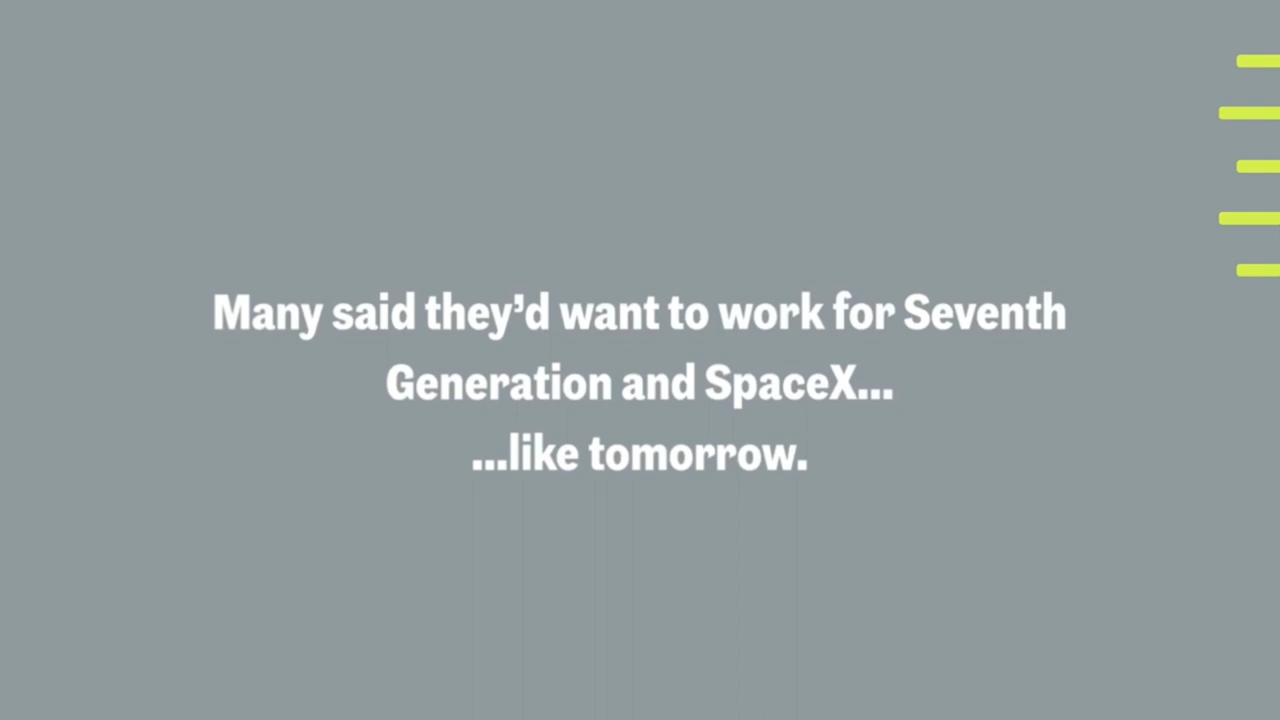 Many said they’d want to work for Seventh
Generation and SpaceX...
...like tomorrow.